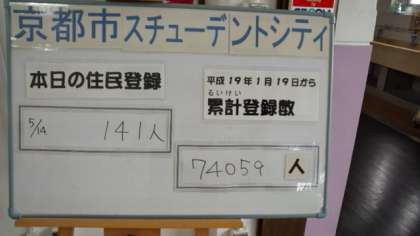 京都市スチューデントシティ
本日の住民登録
平成19年1月19日から
るいけい
累計登録数
5/14 141人
74059 人